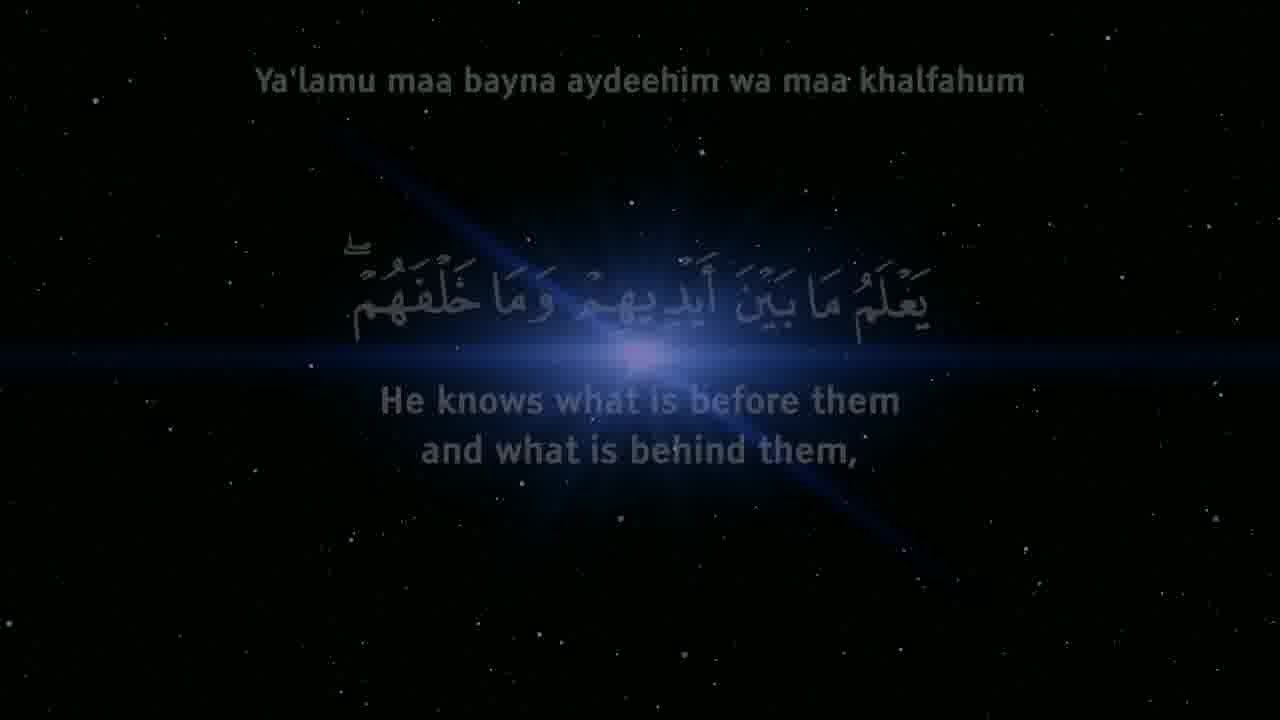 Ya'lamu maa bayna aydeehim wa maa khalfahum
يَعْلَمُ مَا بَيْنَ أَيْدِيهِمْ وَمَا خَلْفَهُمْ ۖ
He knows what is before them
and what is behind them,